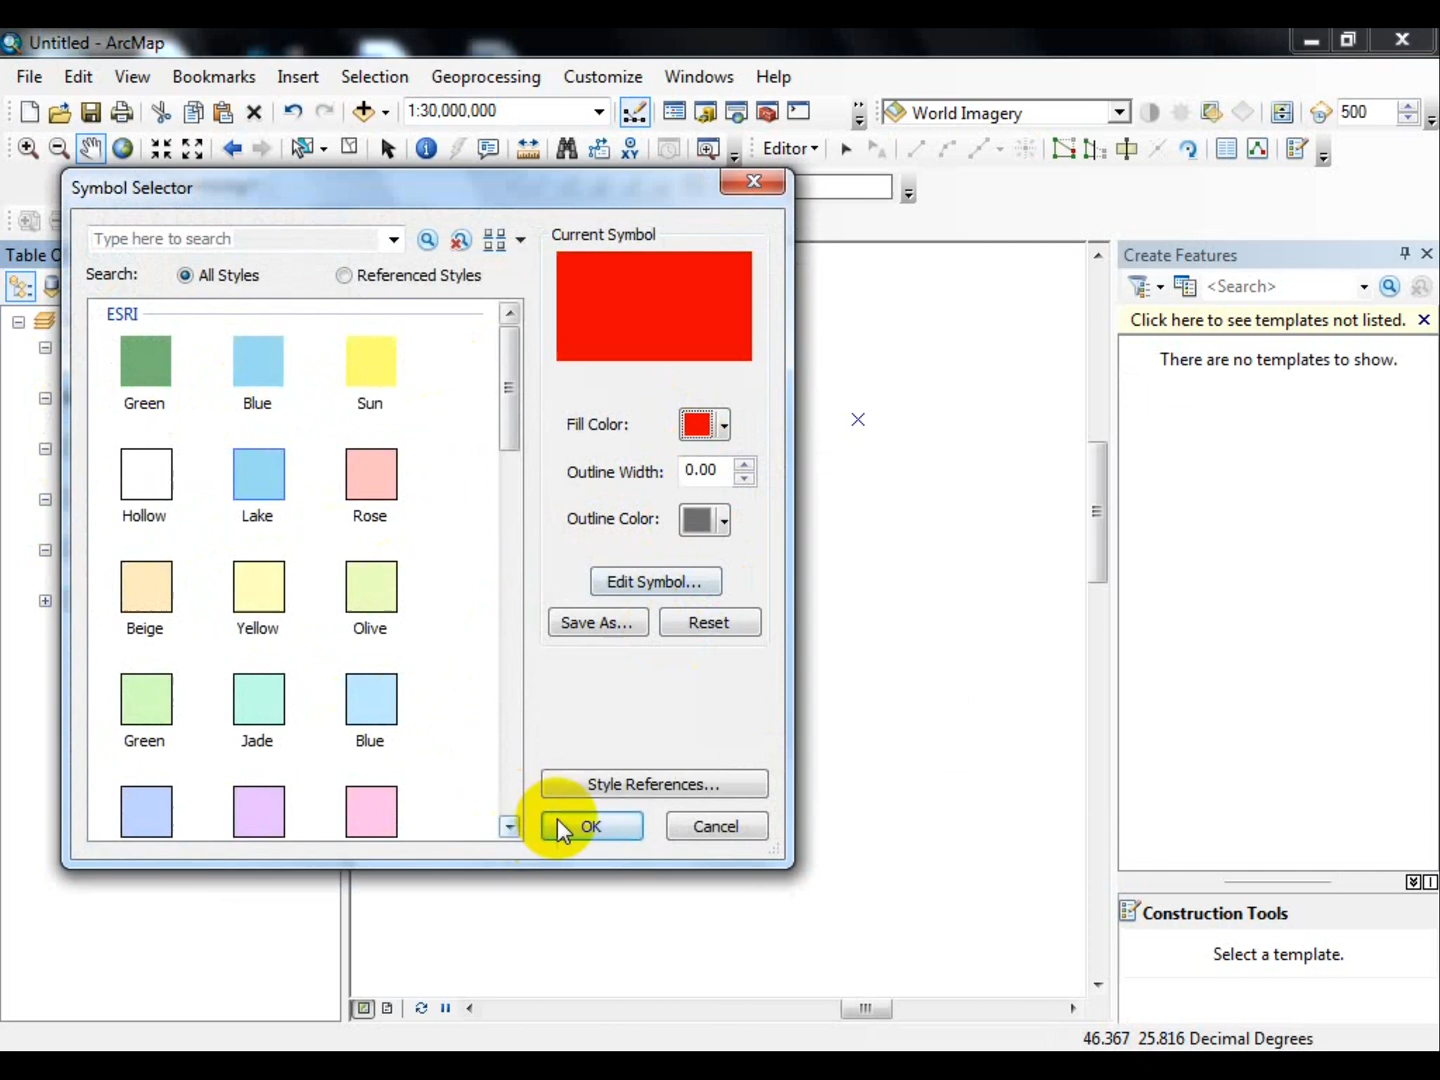 Untitled - ArcMap
File Edit View Bookmarks Insert Selection Geoprocessing Customize Windows Help
1:30,000,000 World Imagery 500
Editor
Symbol Selector
Type here to search
Search: All Styles Referenced Styles
ESRI
Green Blue Sun
Hollow Lake Rose
Beige Yellow Olive
Green Jade Blue
Current Symbol
Fill Color:
Outline Width: 0.00
Outline Color:
Edit Symbol...
Save As... Reset
Style References...
OK Cancel
Table O
Create Features
<Search>
Click here to see templates not listed.
There are no templates to show.
Construction Tools
Select a template.
46.367 25.816 Decimal Degrees